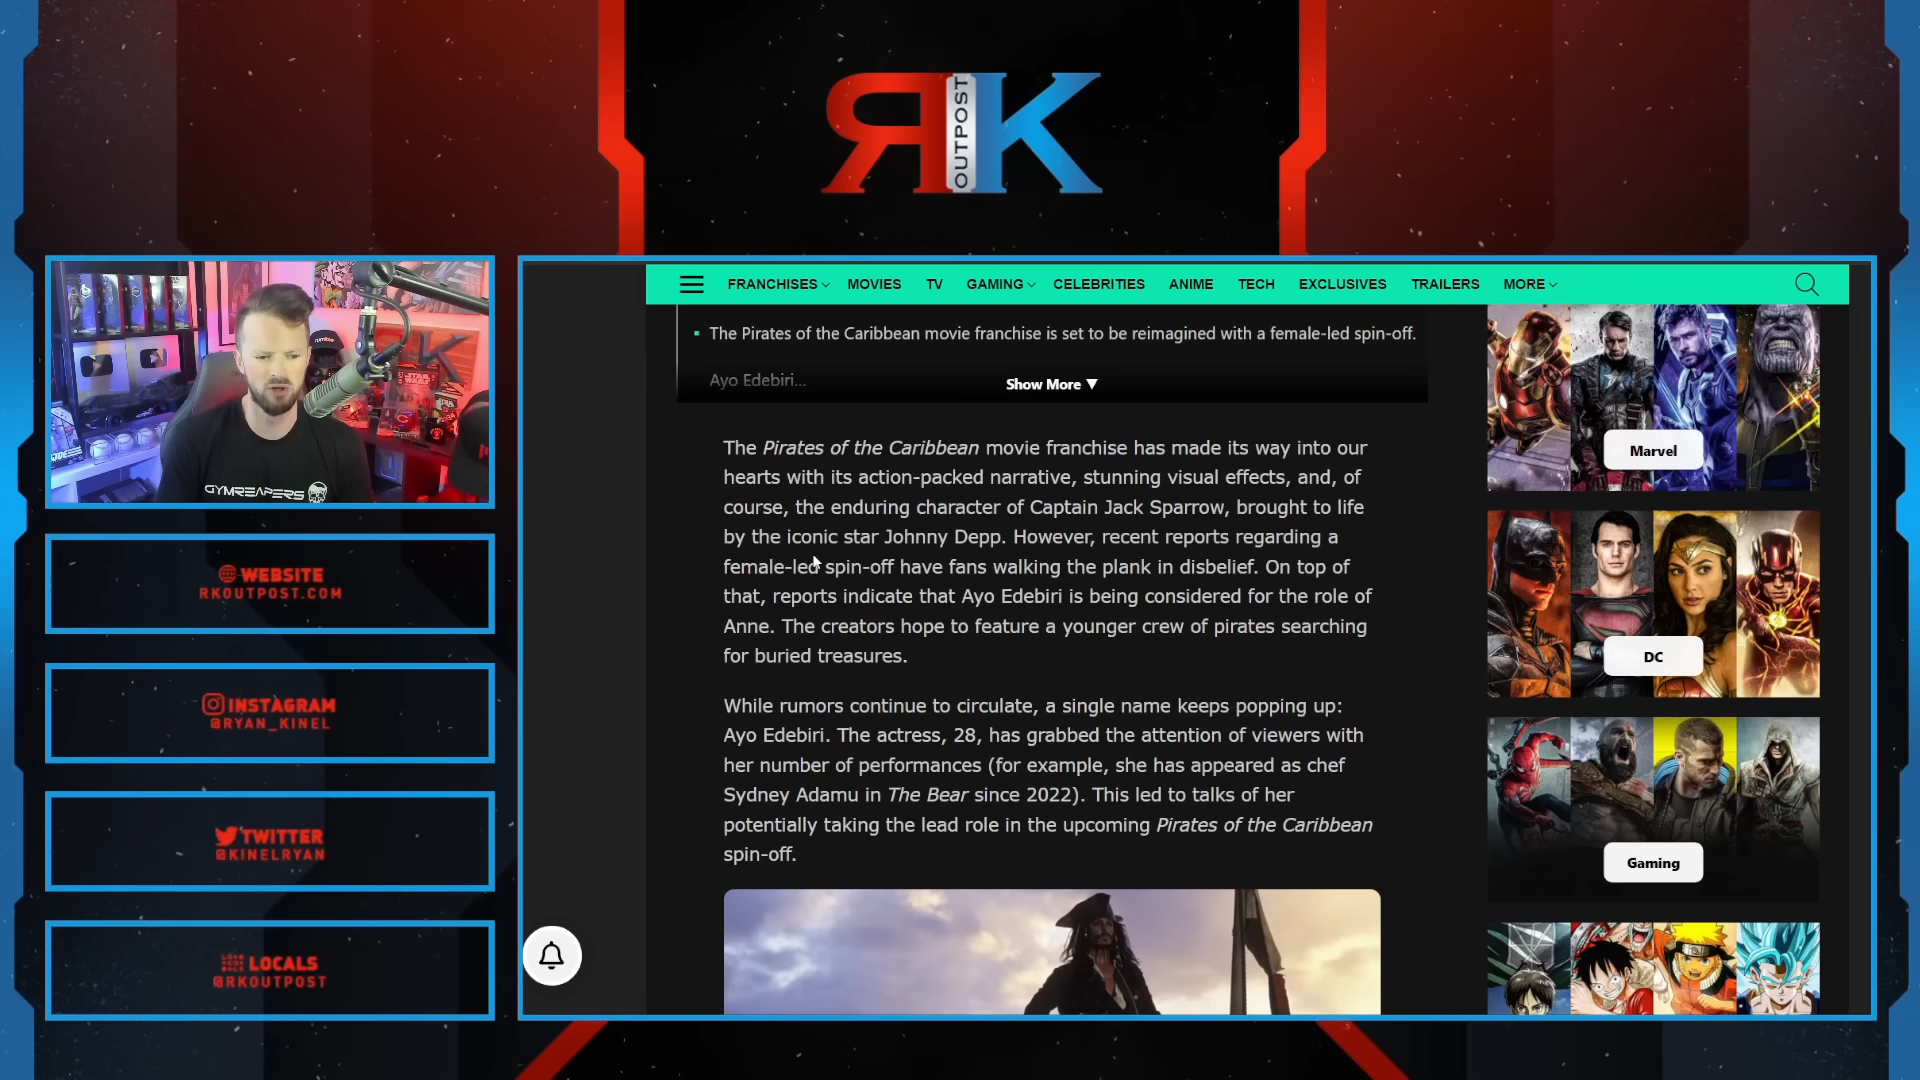 RK
OUTPOST
FRANCHISES
MOVIES
TV
GAMING
CELEBRITIES
ANIME
TECH
EXCLUSIVES
TRAILERS
MORE
The Pirates of the Caribbean movie franchise is set to be reimagined with a female-led spin-off.
Ayo Edebiri...
Show More ▼
The Pirates of the Caribbean movie franchise has made its way into our
hearts with its action-packed narrative, stunning visual effects, and, of
course, the enduring character of Captain Jack Sparrow, brought to life
by the iconic star Johnny Depp. However, recent reports regarding a
female-led spin-off have fans walking the plank in disbelief. On top of
that, reports indicate that Ayo Edebiri is being considered for the role of
Anne. The creators hope to feature a younger crew of pirates searching
for buried treasures.
While rumors continue to circulate, a single name keeps popping up:
Ayo Edebiri. The actress, 28, has grabbed the attention of viewers with
her number of performances (for example, she has appeared as chef
Sydney Adamu in The Bear since 2022). This led to talks of her
potentially taking the lead role in the upcoming Pirates of the Caribbean
spin-off.
Marvel
DC
Gaming
GYMREAPERS
rumble
STAR
WARS
WEBSITE
RKOUTPOST.COM
INSTAGRAM
@RYAN_KINEL
TWITTER
@KINELRYAN
LOCALS
@RKOUTPOST